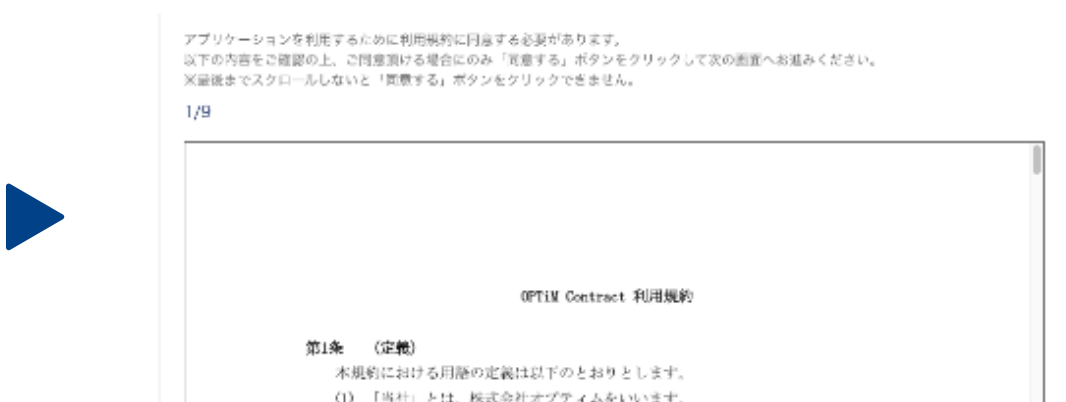 アプリケーションを利用するために利用規約に同意する必要があります。
以下の内容をご確認の上、ご同意頂ける場合にのみ「同意する」ボタンをクリックして次の画面へお進みください。
※最後までスクロールしないと「同意する」ボタンをクリックできません。
1/9
OPTiM Contract 利用規約
第1条 （定義）
本規約における用語の定義は以下のとおりとします。
(1) 「当社」とは、株式会社オプティムをいいます。